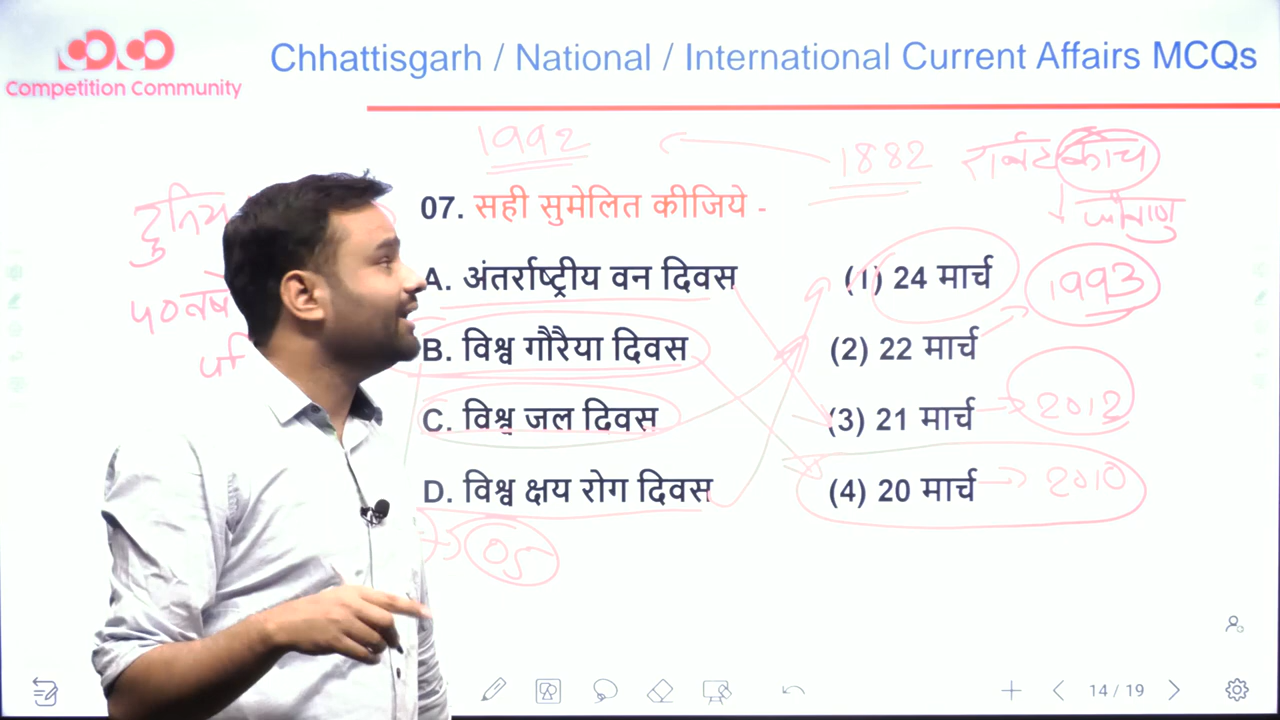 Competition Community
Chhattisgarh / National / International Current Affairs MCQs
1992
1882
07. सही सुमेलित कीजिये -
A. अंतर्राष्ट्रीय वन दिवस
(1) 24 मार्च
1993
B. विश्व गौरैया दिवस
(2) 22 मार्च
C. विश्व जल दिवस
(3) 21 मार्च
2012
D. विश्व क्षय रोग दिवस
(4) 20 मार्च
2010
05
14 / 19